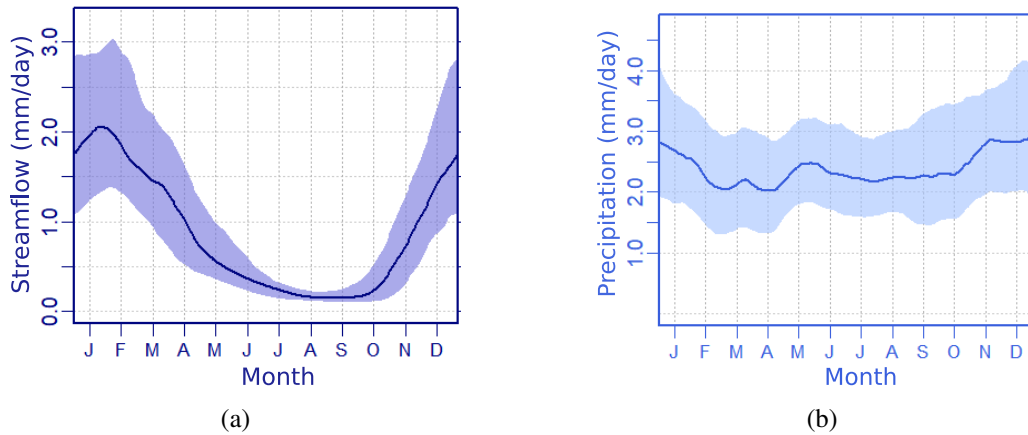 Streamflow (mm/day)
3.0
2.0
1.0
0.0
J F M A M J J A S O N D
Month
(a)
Precipitation (mm/day)
4.0
3.0
2.0
1.0
J F M A M J J A S O N D
Month
(b)